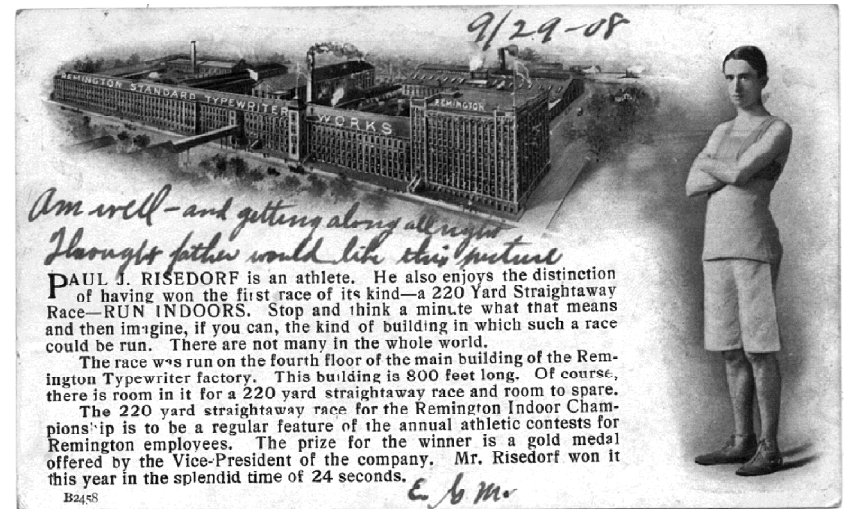 9/29-08
REMINGTON STANDARD TYPEWRITER
WORKS
REMINGTON
Am well - and getting along all right
Thought father would like this picture
PAUL J. RISEDORF is an athlete. He also enjoys the distinction
of having won the first race of its kind—a 220 Yard Straightaway
Race—RUN INDOORS. Stop and think a minute what that means
and then imagine, if you can, the kind of building in which such a race
could be run. There are not many in the whole world.
The race was run on the fourth floor of the main building of the Rem-
ington Typewriter factory. This building is 800 feet long. Of course,
there is room in it for a 220 yard straightaway race and room to spare.
The 220 yard straightaway race for the Remington Indoor Cham-
pionship is to be a regular feature of the annual athletic contests for
Remington employees. The prize for the winner is a gold medal
offered by the Vice-President of the company. Mr. Risedorf won it
this year in the splendid time of 24 seconds.
E. G. M.
B2458